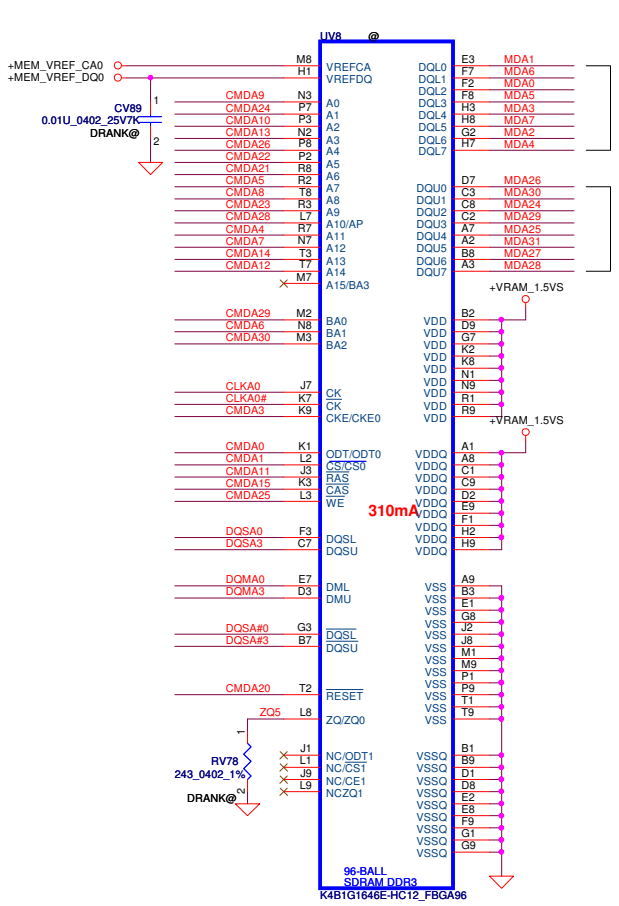 UV8 @
+MEM_VREF_CA0 M8 VREFCA
+MEM_VREF_DQ0 H1 VREFDQ
1
CV89
0.01U_0402_25V7K
DRANK@
2
CMDA9 N3 A0
CMDA24 P7 A1
CMDA10 P3 A2
CMDA13 N2 A3
CMDA26 P8 A4
CMDA22 P2 A5
CMDA21 R8 A6
CMDA5 R2 A7
CMDA8 T8 A8
CMDA23 R3 A9
CMDA28 L7 A10/AP
CMDA4 R7 A11
CMDA7 N7 A12
CMDA14 T3 A13
CMDA12 T7 A14
M7 A15/BA3
CMDA29 M2 BA0
CMDA6 N8 BA1
CMDA30 M3 BA2
CLKA0 J7 CK
CLKA0# K7 CK
CMDA3 K9 CKE/CKE0
CMDA0 K1 ODT/ODT0
CMDA1 L2 CS/CS0
CMDA11 J3 RAS
CMDA15 K3 CAS
CMDA25 L3 WE
310mA
DQSA0 F3 DQSL
DQSA3 C7 DQSU
DQMA0 E7 DML
DQMA3 D3 DMU
DQSA#0 G3 DQSL
DQSA#3 B7 DQSU
CMDA20 T2 RESET
ZQ5 L8 ZQ/ZQ0
1
RV78
243_0402_1%
2
DRANK@
J1 NC/ODT1
L1 NC/CS1
J9 NC/CE1
L9 NCZQ1
DQL0 E3 MDA1
DQL1 F7 MDA6
DQL2 F2 MDA0
DQL3 F8 MDA5
DQL4 H3 MDA3
DQL5 H8 MDA7
DQL6 G2 MDA2
DQL7 H7 MDA4
DQU0 D7 MDA26
DQU1 C3 MDA30
DQU2 C8 MDA24
DQU3 C2 MDA29
DQU4 A7 MDA25
DQU5 A2 MDA31
DQU6 B8 MDA27
DQU7 A3 MDA28
+VRAM_1.5VS
VDD B2
VDD D9
VDD G7
VDD K2
VDD K8
VDD N1
VDD N9
VDD R1
VDD R9
+VRAM_1.5VS
VDDQ A1
VDDQ A8
VDDQ C1
VDDQ C9
VDDQ D2
VDDQ E9
VDDQ F1
VDDQ H2
VDDQ H9
VSS A9
VSS B3
VSS E1
VSS G8
VSS J2
VSS J8
VSS M1
VSS M9
VSS P1
VSS P9
VSS T1
VSS T9
VSSQ B1
VSSQ B9
VSSQ D1
VSSQ D8
VSSQ E2
VSSQ E8
VSSQ F9
VSSQ G1
VSSQ G9
96-BALL
SDRAM DDR3
K4B1G1646E-HC12_FBGA96